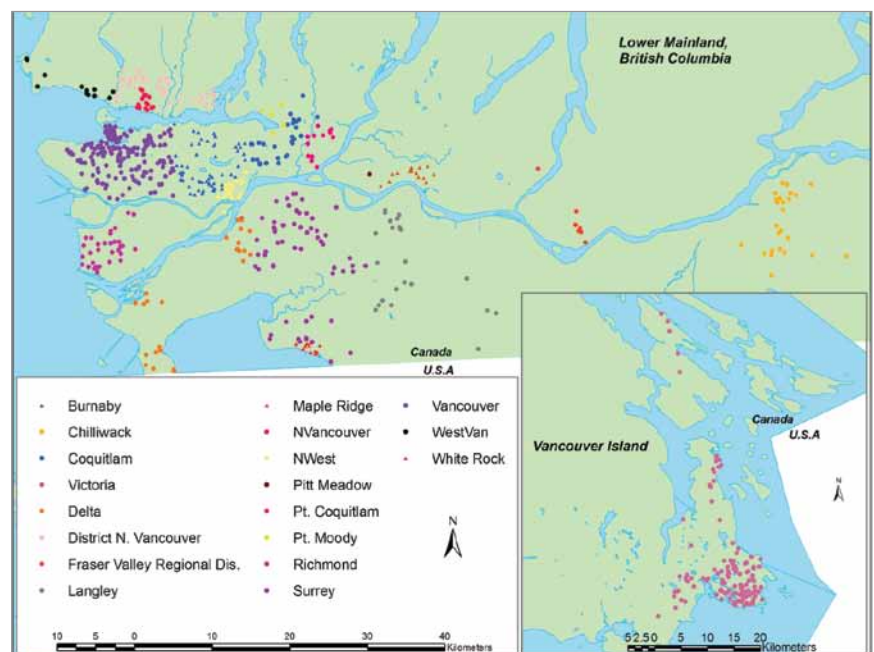 Lower Mainland,
British Columbia
Canada
U.S.A
Burnaby
Chilliwack
Coquitlam
Victoria
Delta
District N. Vancouver
Fraser Valley Regional Dis.
Langley
Maple Ridge
NVancouver
NWest
Pitt Meadow
Pt. Coquitlam
Pt. Moody
Richmond
Surrey
Vancouver
WestVan
White Rock
N
10 5 0 10 20 30 40
Kilometers
Vancouver Island
Canada
U.S.A
N
5 2.5 0 5 10 15 20
Kilometers